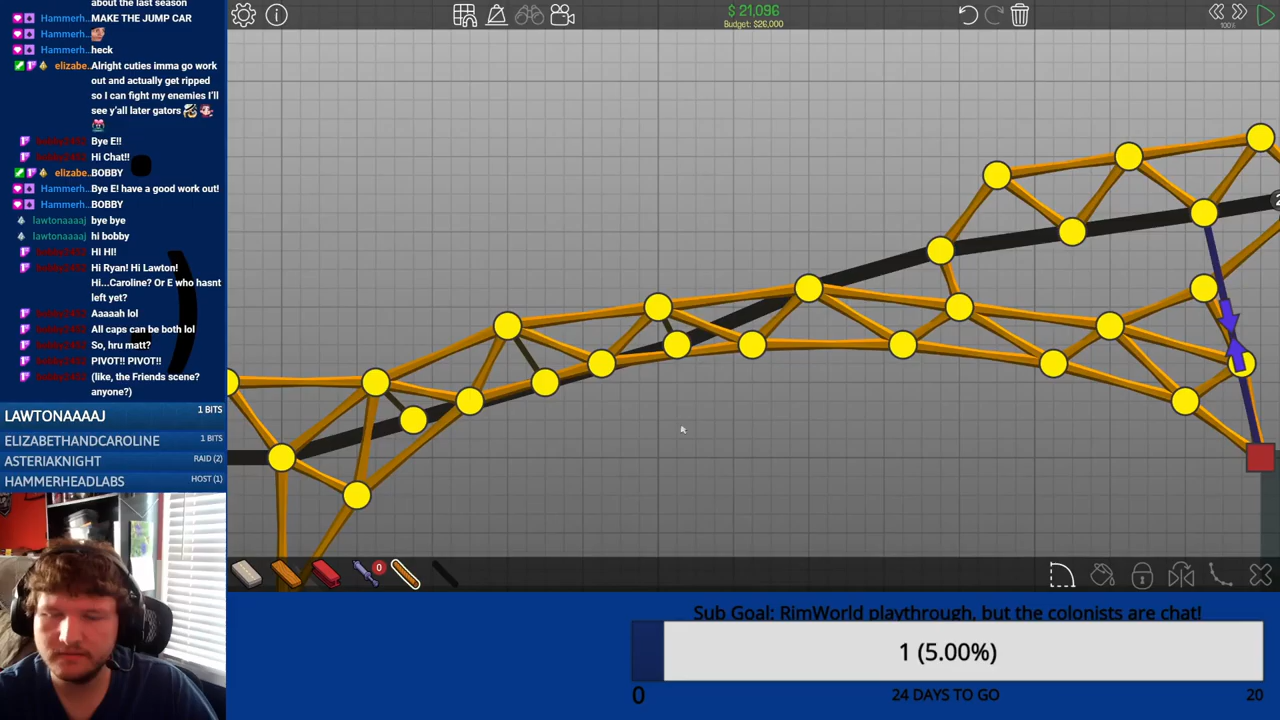 about the last season
Hammerh... MAKE THE JUMP CAR
Hammerh...
Hammerh... heck
elizabe... Alright cuties imma go work
out and actually get ripped
so I can fight my enemies I'll
see y'all later gators
Bye E!!
Hi Chat!!
elizabe... BOBBY
Hammerh... Bye E! have a good work out!
Hammerh... BOBBY
lawtonaaaaj bye bye
lawtonaaaaj hi bobby
HI HI!
Hi Ryan! Hi Lawton!
Hi...Caroline? Or E who hasnt
left yet?
Aaaaah lol
All caps can be both lol
So, hru matt?
PIVOT!! PIVOT!!
(like, the Friends scene?
anyone?)
LAWTONAAAAJ 1 BITS
ELIZABETHANDCAROLINE 1 BITS
ASTERIAKNIGHT RAID (2)
HAMMERHEADLABS HOST (1)
$ 21,096
Budget: $26,000
100%
2
0
Sub Goal: RimWorld playthrough, but the colonists are chat!
1 (5.00%)
0 24 DAYS TO GO 20